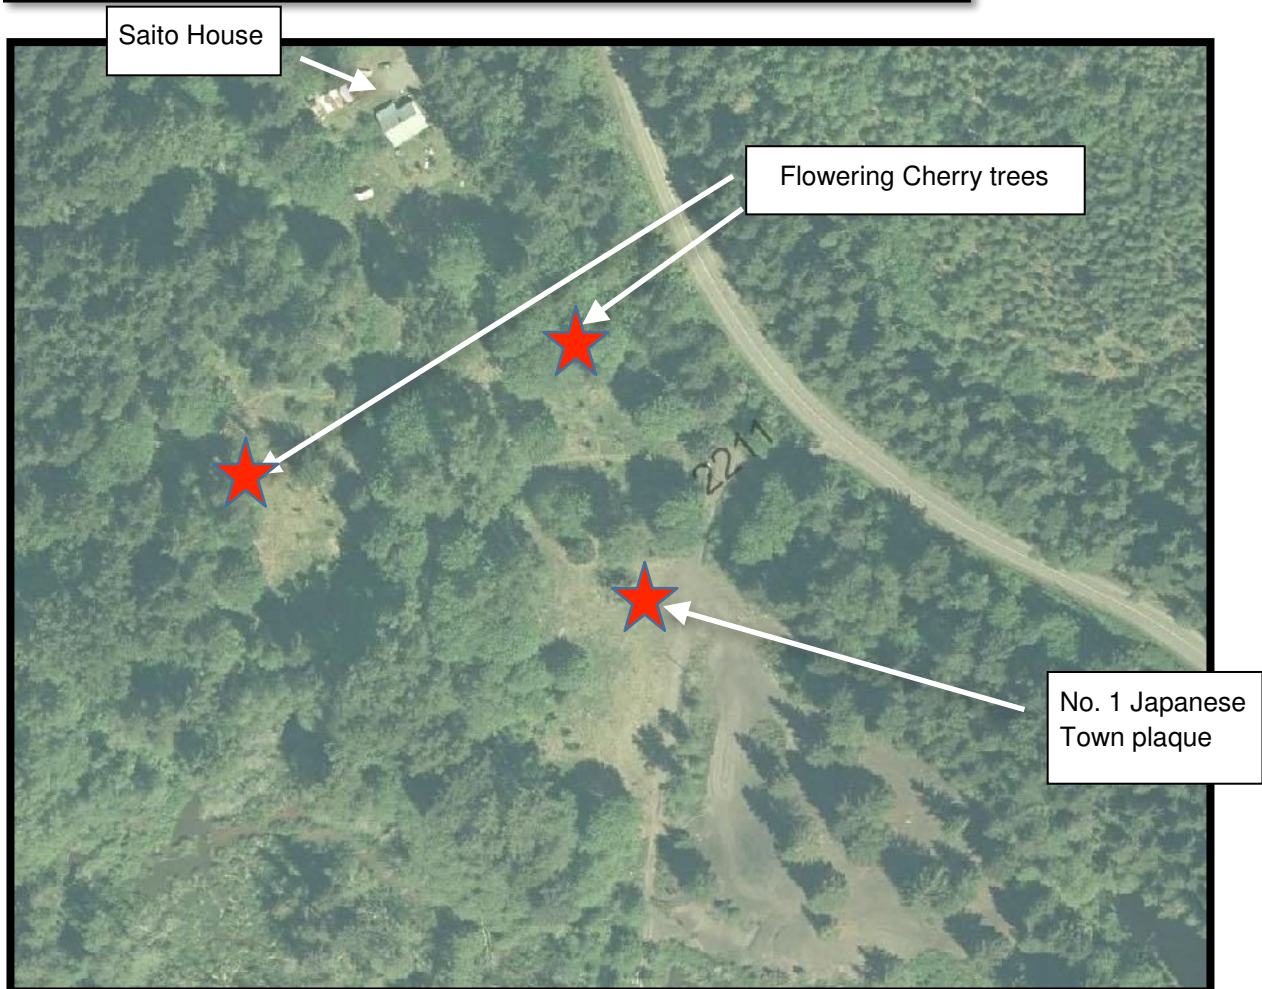 Saito House
Flowering Cherry trees
2211
No. 1 Japanese
Town plaque